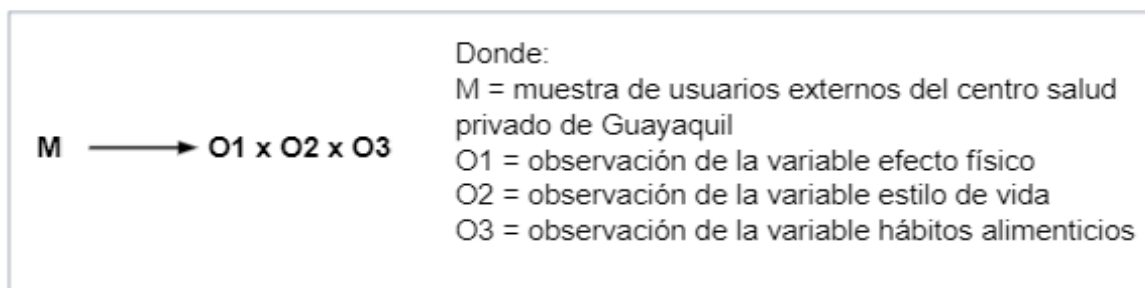 M → O1 x O2 x O3
Donde:
M = muestra de usuarios externos del centro salud
privado de Guayaquil
O1 = observación de la variable efecto físico
O2 = observación de la variable estilo de vida
O3 = observación de la variable hábitos alimenticios